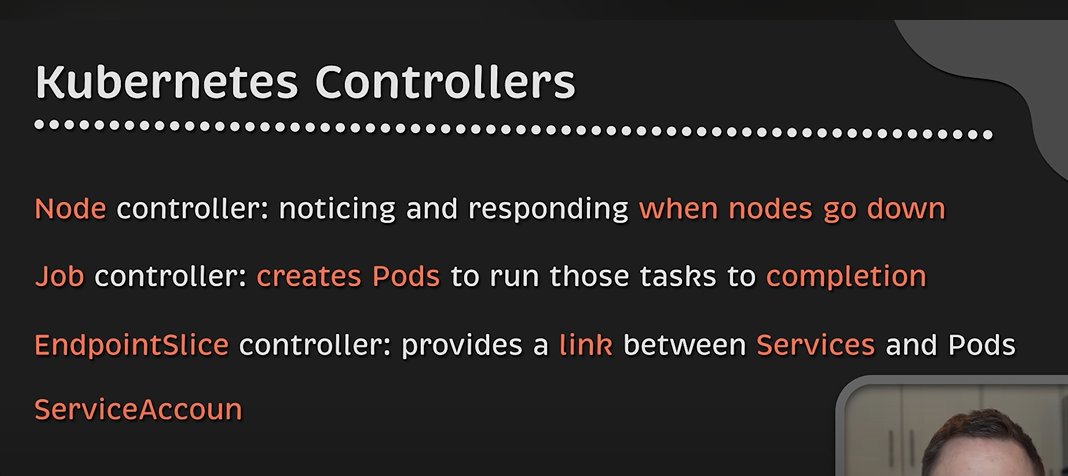 Kubernetes Controllers
Node controller: noticing and responding when nodes go down
Job controller: creates Pods to run those tasks to completion
EndpointSlice controller: provides a link between Services and Pods
ServiceAccoun